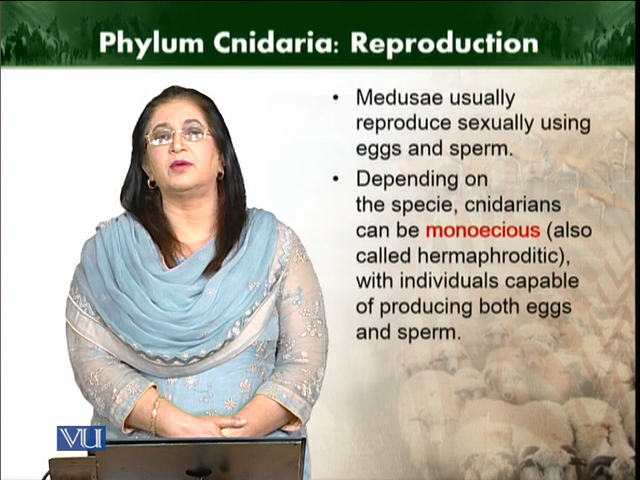 Phylum Cnidaria: Reproduction
• Medusae usually
reproduce sexually using
eggs and sperm.
• Depending on
the specie, cnidarians
can be monoecious (also
called hermaphroditic),
with individuals capable
of producing both eggs
and sperm.
VU